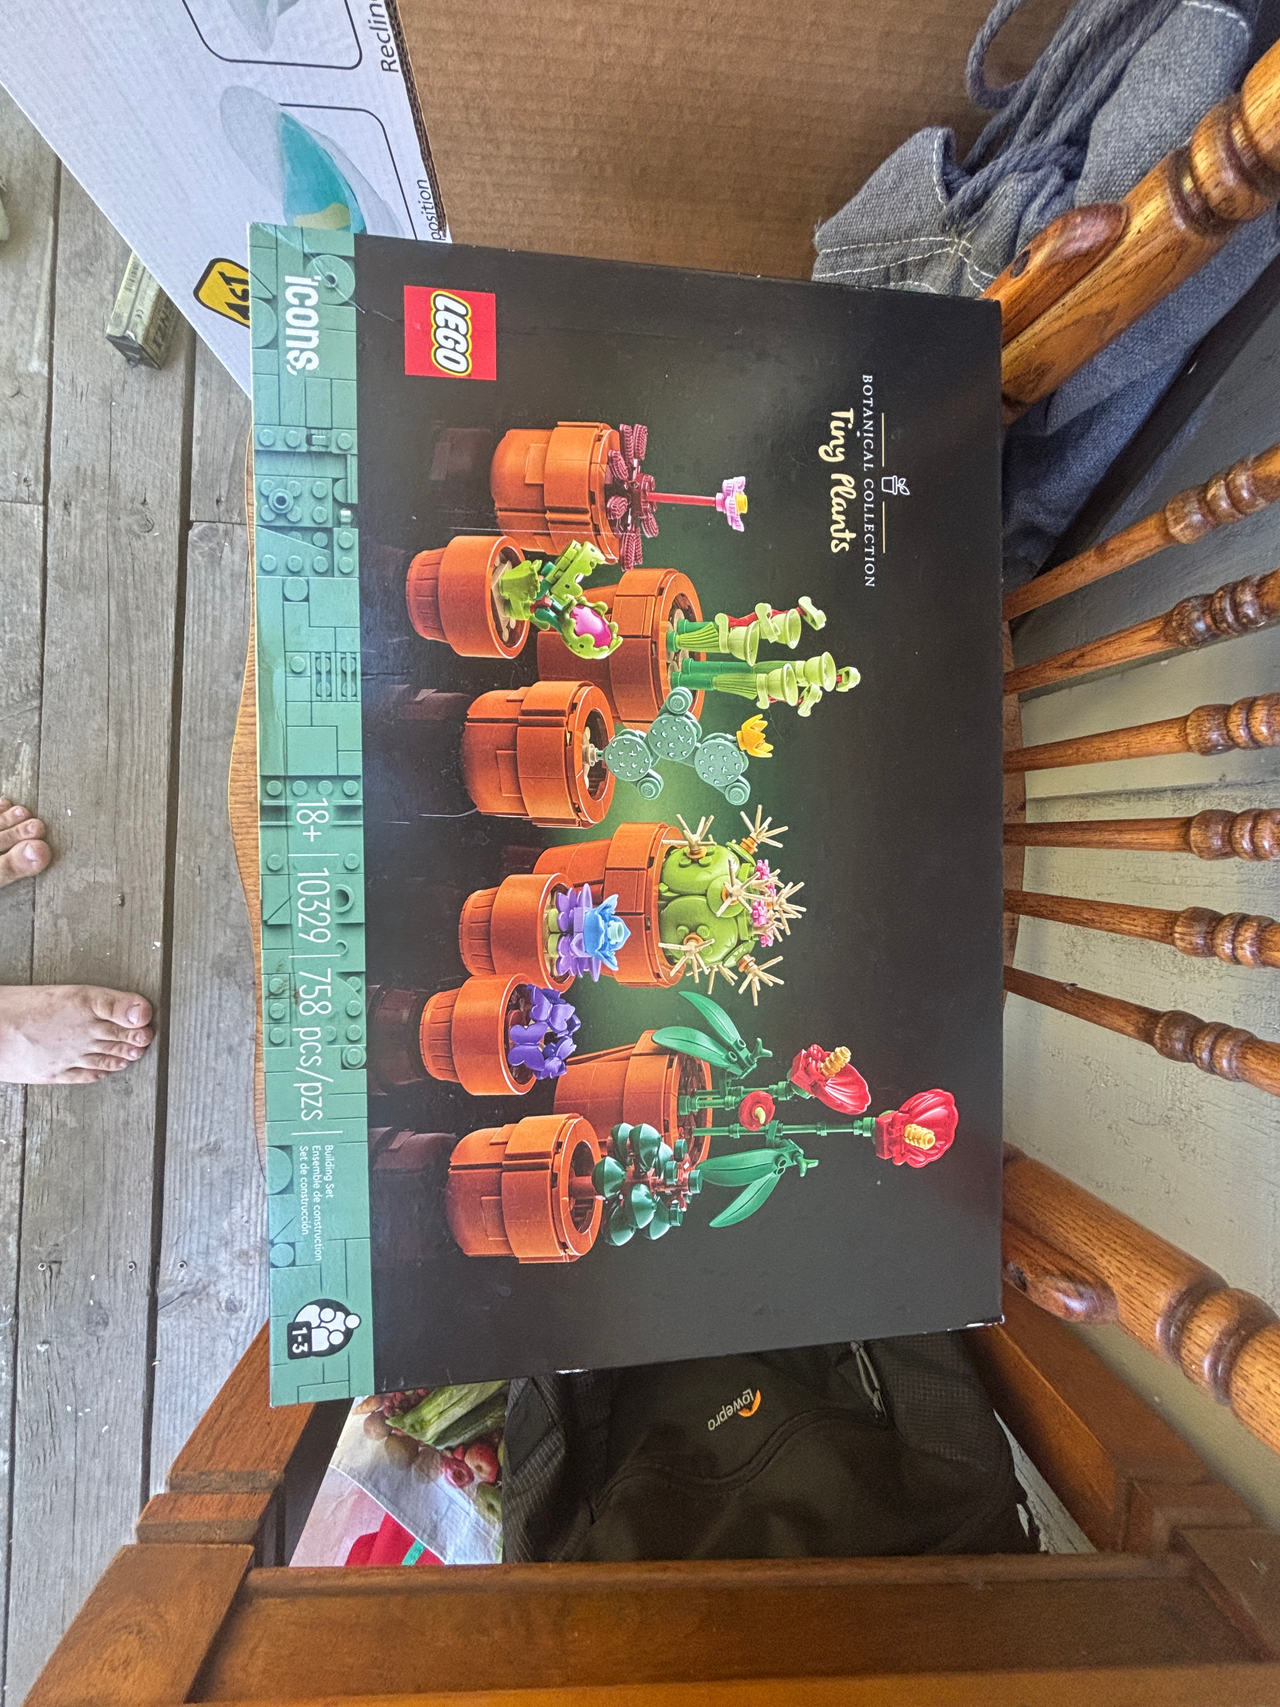 LEGO
icons
BOTANICAL COLLECTION
Tiny Plants
18+ | 10329 | 758 pcs/pzs
Building Set
Ensemble de construction
Set de construcción
1-3
Reclin
position
Lowepro